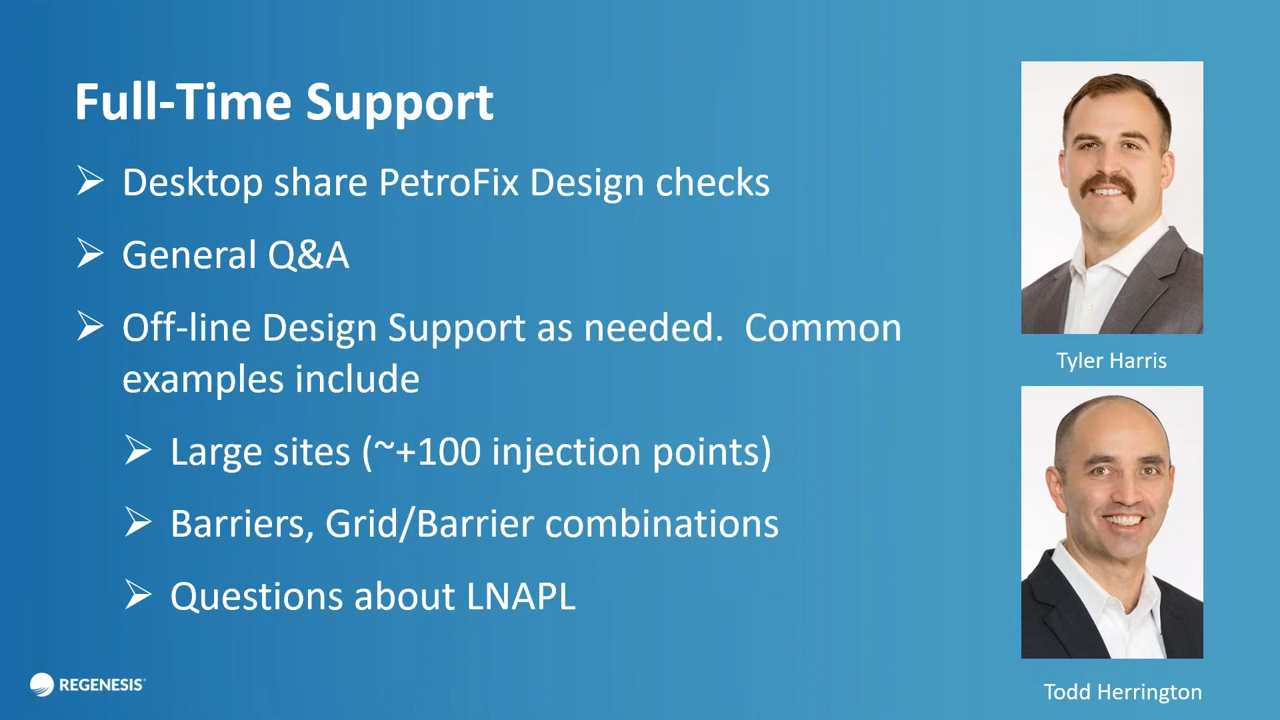 Full-Time Support
➢ Desktop share PetroFix Design checks
➢ General Q&A
➢ Off-line Design Support as needed.  Common
examples include
➢ Large sites (~+100 injection points)
➢ Barriers, Grid/Barrier combinations
➢ Questions about LNAPL
Tyler Harris
Todd Herrington
REGENESIS